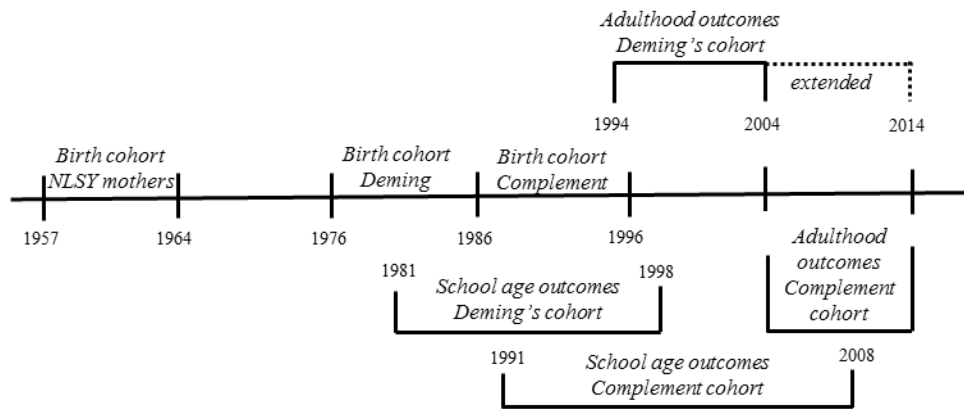 Adulthood outcomes
Deming's cohort
extended
1994
2004
2014
Birth cohort
NLSY mothers
Birth cohort
Deming
Birth cohort
Complement
1957
1964
1976
1986
1996
Adulthood
outcomes
Complement
cohort
1981
1998
School age outcomes
Deming's cohort
1991
2008
School age outcomes
Complement cohort